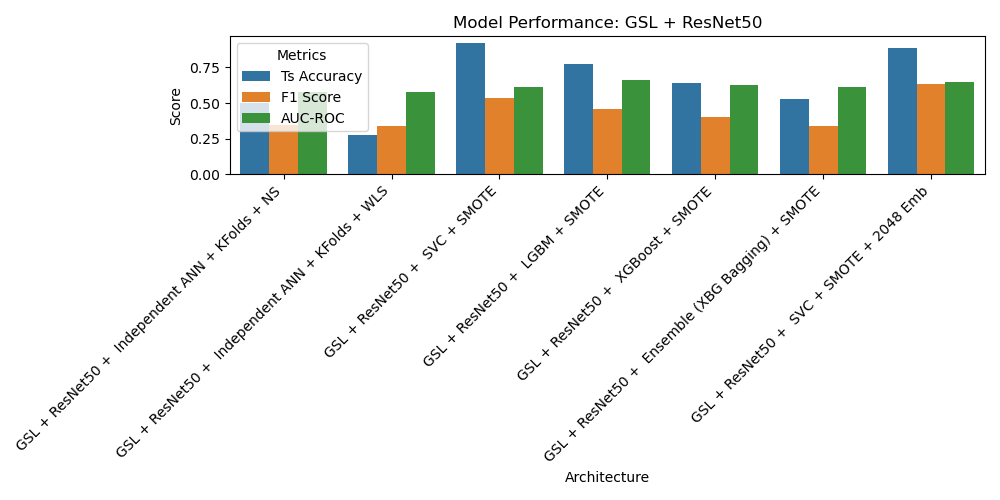 Model Performance: GSL + ResNet50
Metrics
Ts Accuracy
F1 Score
AUC-ROC
Score
0.75
0.50
0.25
0.00
GSL + ResNet50 +  Independent ANN + KFolds + NS
GSL + ResNet50 +  Independent ANN + KFolds + WLS
GSL + ResNet50 +  SVC + SMOTE
GSL + ResNet50 +  LGBM + SMOTE
GSL + ResNet50 +  XGBoost + SMOTE
GSL + ResNet50 +  Ensemble (XBG Bagging) + SMOTE
GSL + ResNet50 +  SVC + SMOTE + 2048 Emb
Architecture